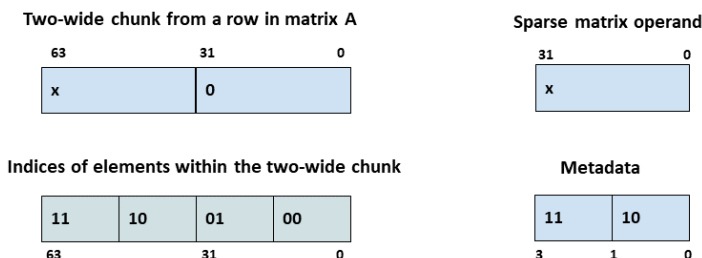 Two-wide chunk from a row in matrix A
Sparse matrix operand
63 31 0
31 0
x 0
x
Indices of elements within the two-wide chunk
Metadata
11 10 01 00
11 10
63 31 0
3 1 0